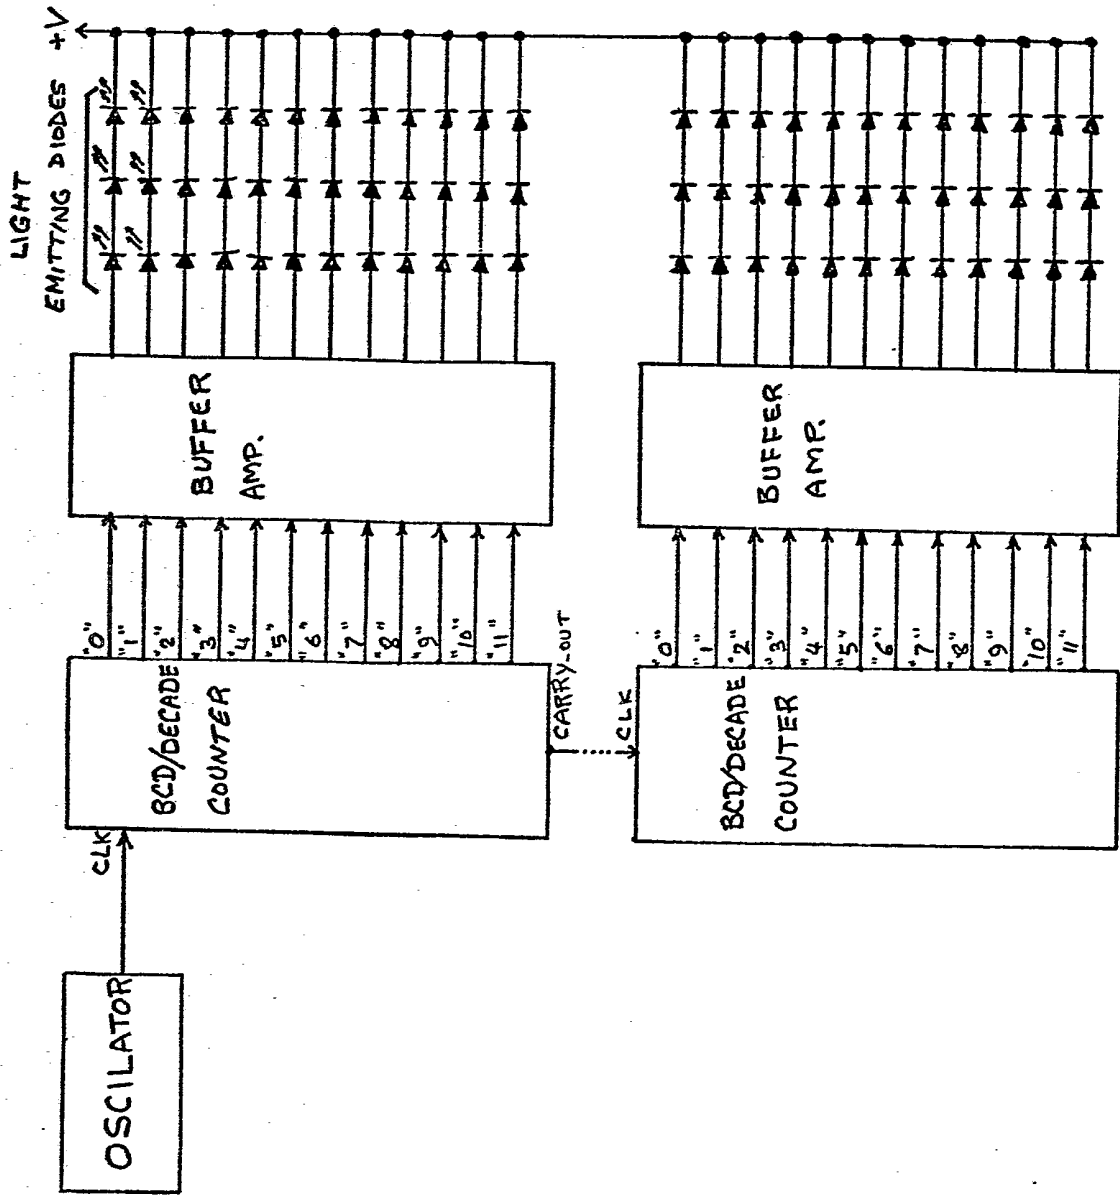 LIGHT
EMITTING DIODES +V
BUFFER
AMP.
BUFFER
AMP.
"0"
"1"
"2"
"3"
"4"
"5"
"6"
"7"
"8"
"9"
"10"
"11"
"0"
"1"
"2"
"3"
"4"
"5"
"6"
"7"
"8"
"9"
"10"
"11"
CLK
BCD/DECADE
COUNTER
CARRY-OUT
CLK
BCD/DECADE
COUNTER
OSCILATOR